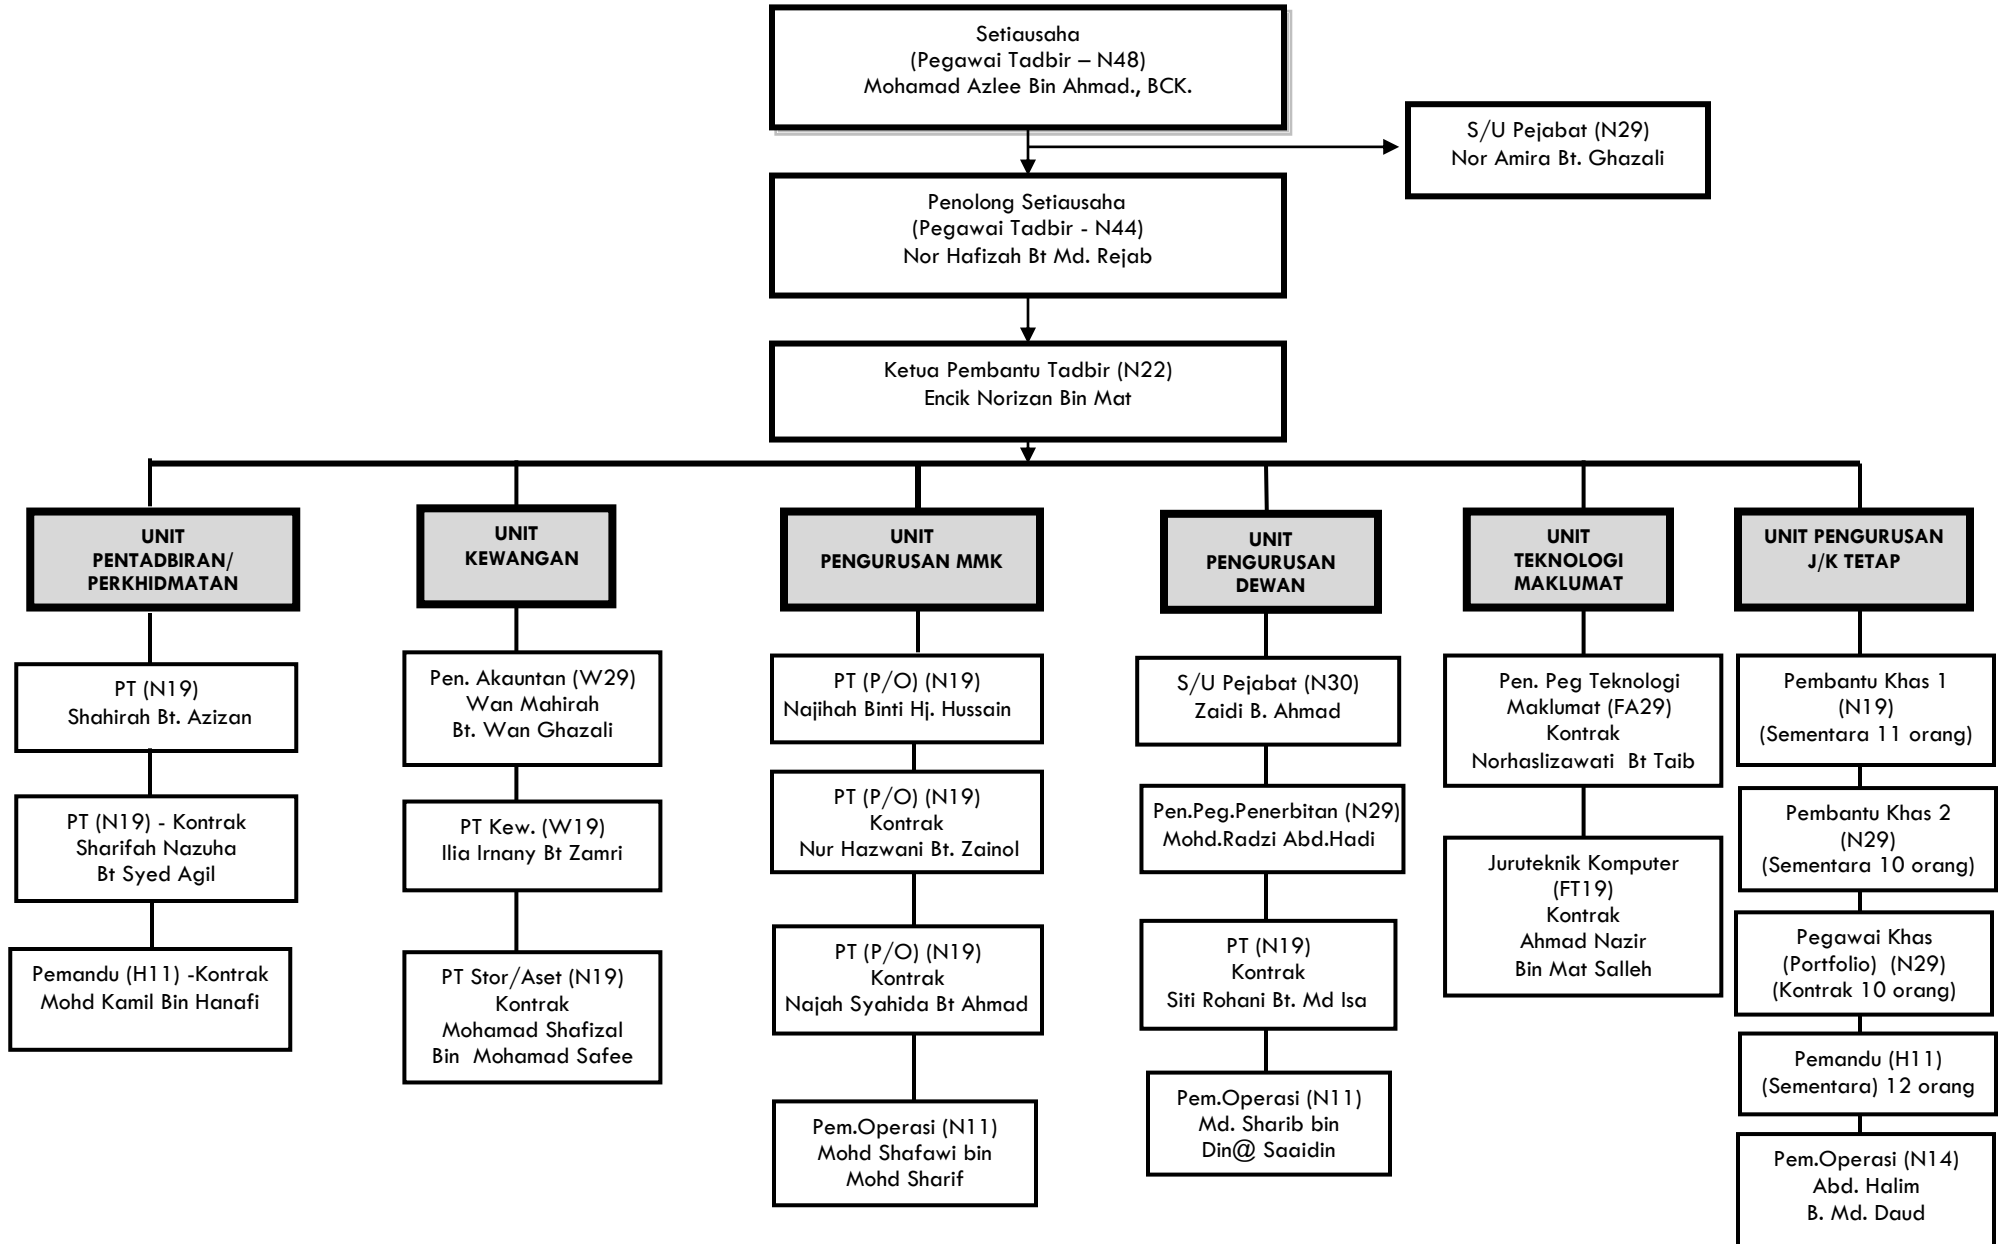 Setiausaha
(Pegawai Tadbir – N48)
Mohamad Azlee Bin Ahmad., BCK.
S/U Pejabat (N29)
Nor Amira Bt. Ghazali
Penolong Setiausaha
(Pegawai Tadbir - N44)
Nor Hafizah Bt Md. Rejab
Ketua Pembantu Tadbir (N22)
Encik Norizan Bin Mat
UNIT
PENTADBIRAN/
PERKHIDMATAN
PT (N19)
Shahirah Bt. Azizan
PT (N19) - Kontrak
Sharifah Nazuha
Bt Syed Agil
Pemandu (H11) -Kontrak
Mohd Kamil Bin Hanafi
UNIT
KEWANGAN
Pen. Akauntan (W29)
Wan Mahirah
Bt. Wan Ghazali
PT Kew. (W19)
Ilia Irnany Bt Zamri
PT Stor/Aset (N19)
Kontrak
Mohamad Shafizal
Bin Mohamad Safee
UNIT
PENGURUSAN MMK
PT (P/O) (N19)
Najihah Binti Hj. Hussain
PT (P/O) (N19)
Kontrak
Nur Hazwani Bt. Zainol
PT (P/O) (N19)
Kontrak
Najah Syahida Bt Ahmad
Pem.Operasi (N11)
Mohd Shafawi bin
Mohd Sharif
UNIT
PENGURUSAN
DEWAN
S/U Pejabat (N30)
Zaidi B. Ahmad
Pen.Peg.Penerbitan (N29)
Mohd.Radzi Abd.Hadi
PT (N19)
Kontrak
Siti Rohani Bt. Md Isa
Pem.Operasi (N11)
Md. Sharib bin
Din@ Saaidin
UNIT
TEKNOLOGI
MAKLUMAT
Pen. Peg Teknologi
Maklumat (FA29)
Kontrak
Norhaslizawati Bt Taib
Juruteknik Komputer
(FT19)
Kontrak
Ahmad Nazir
Bin Mat Salleh
UNIT PENGURUSAN
J/K TETAP
Pembantu Khas 1
(N19)
(Sementara 11 orang)
Pembantu Khas 2
(N29)
(Sementara 10 orang)
Pegawai Khas
(Portfolio) (N29)
(Kontrak 10 orang)
Pemandu (H11)
(Sementara) 12 orang
Pem.Operasi (N14)
Abd. Halim
B. Md. Daud